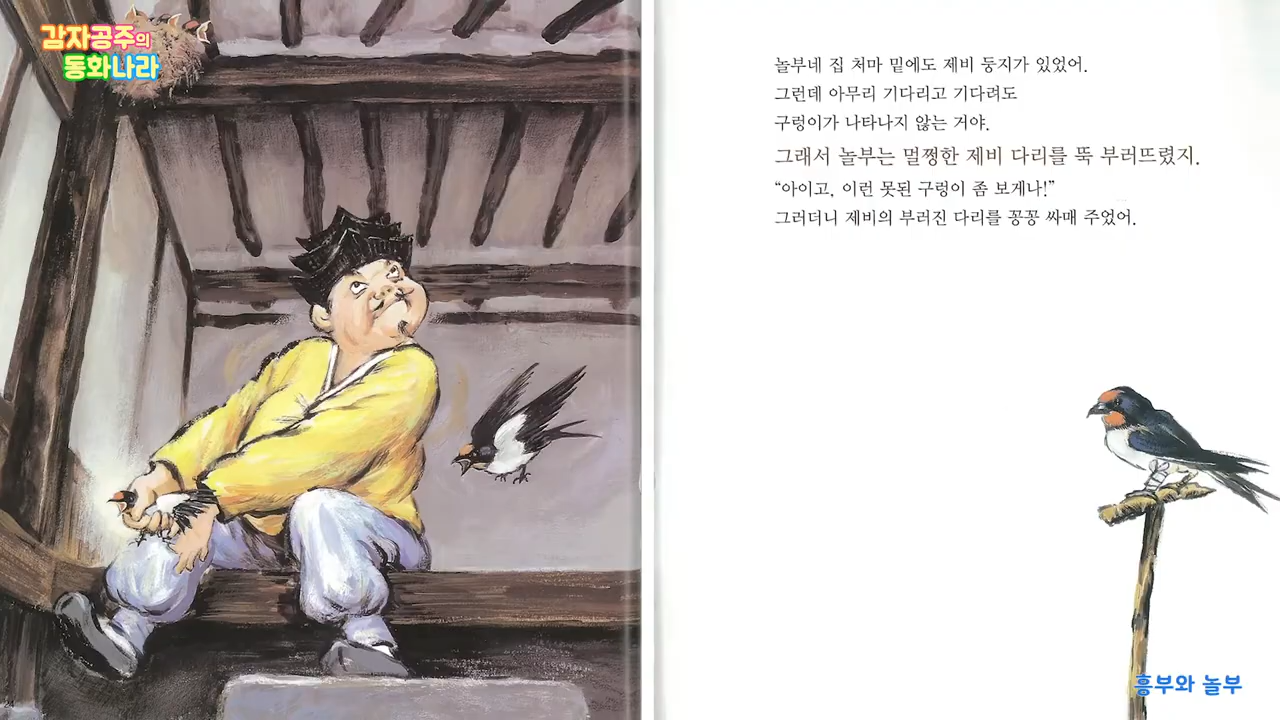 감자공주의
동화나라
놀부네 집 처마 밑에도 제비 둥지가 있었어.
그런데 아무리 기다리고 기다려도
구렁이가 나타나지 않는 거야.
그래서 놀부는 멀쩡한 제비 다리를 뚝 부러뜨렸지.
“아이고, 이런 못된 구렁이 좀 보게나!”
그러더니 제비의 부러진 다리를 꽁꽁 싸매 주었어.
흥부와 놀부